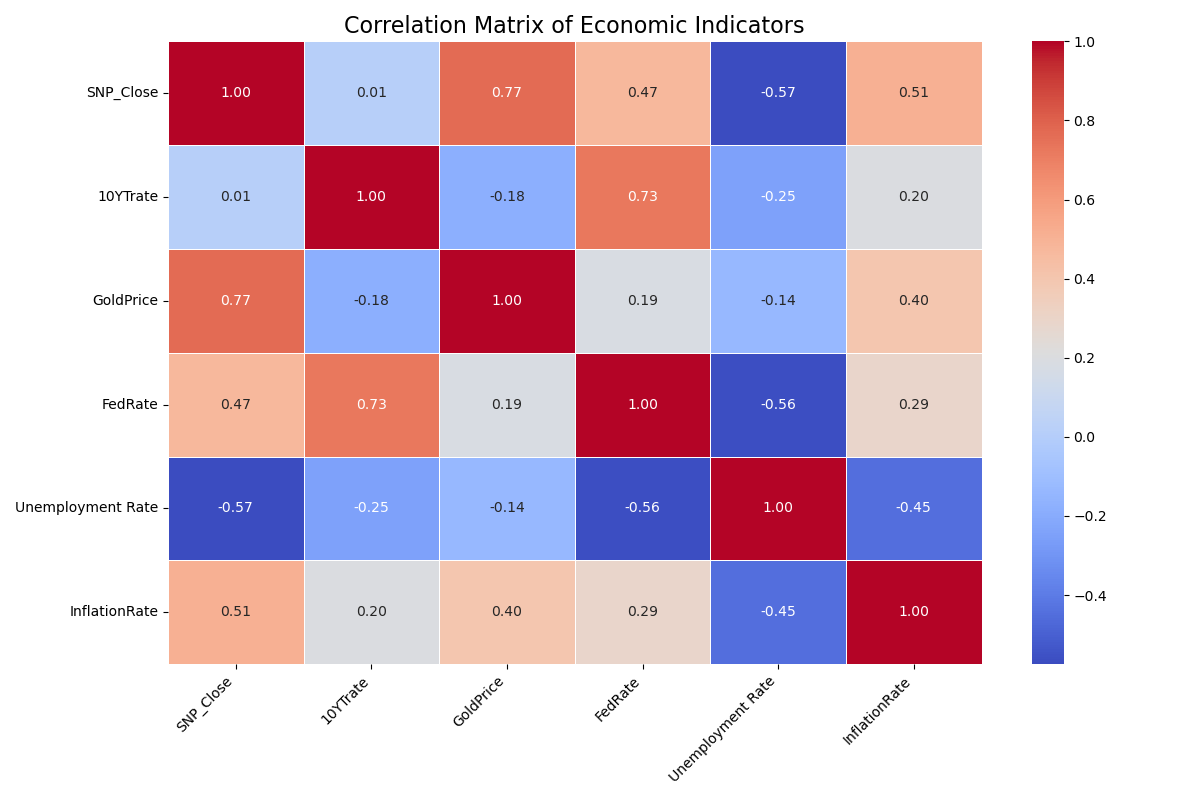 Correlation Matrix of Economic Indicators
SNP_Close 1.00 0.01 0.77 0.47 -0.57 0.51
10YTrate 0.01 1.00 -0.18 0.73 -0.25 0.20
GoldPrice 0.77 -0.18 1.00 0.19 -0.14 0.40
FedRate 0.47 0.73 0.19 1.00 -0.56 0.29
Unemployment Rate -0.57 -0.25 -0.14 -0.56 1.00 -0.45
InflationRate 0.51 0.20 0.40 0.29 -0.45 1.00
SNP_Close 10YTrate GoldPrice FedRate Unemployment Rate InflationRate
1.0
0.8
0.6
0.4
0.2
0.0
−0.2
−0.4